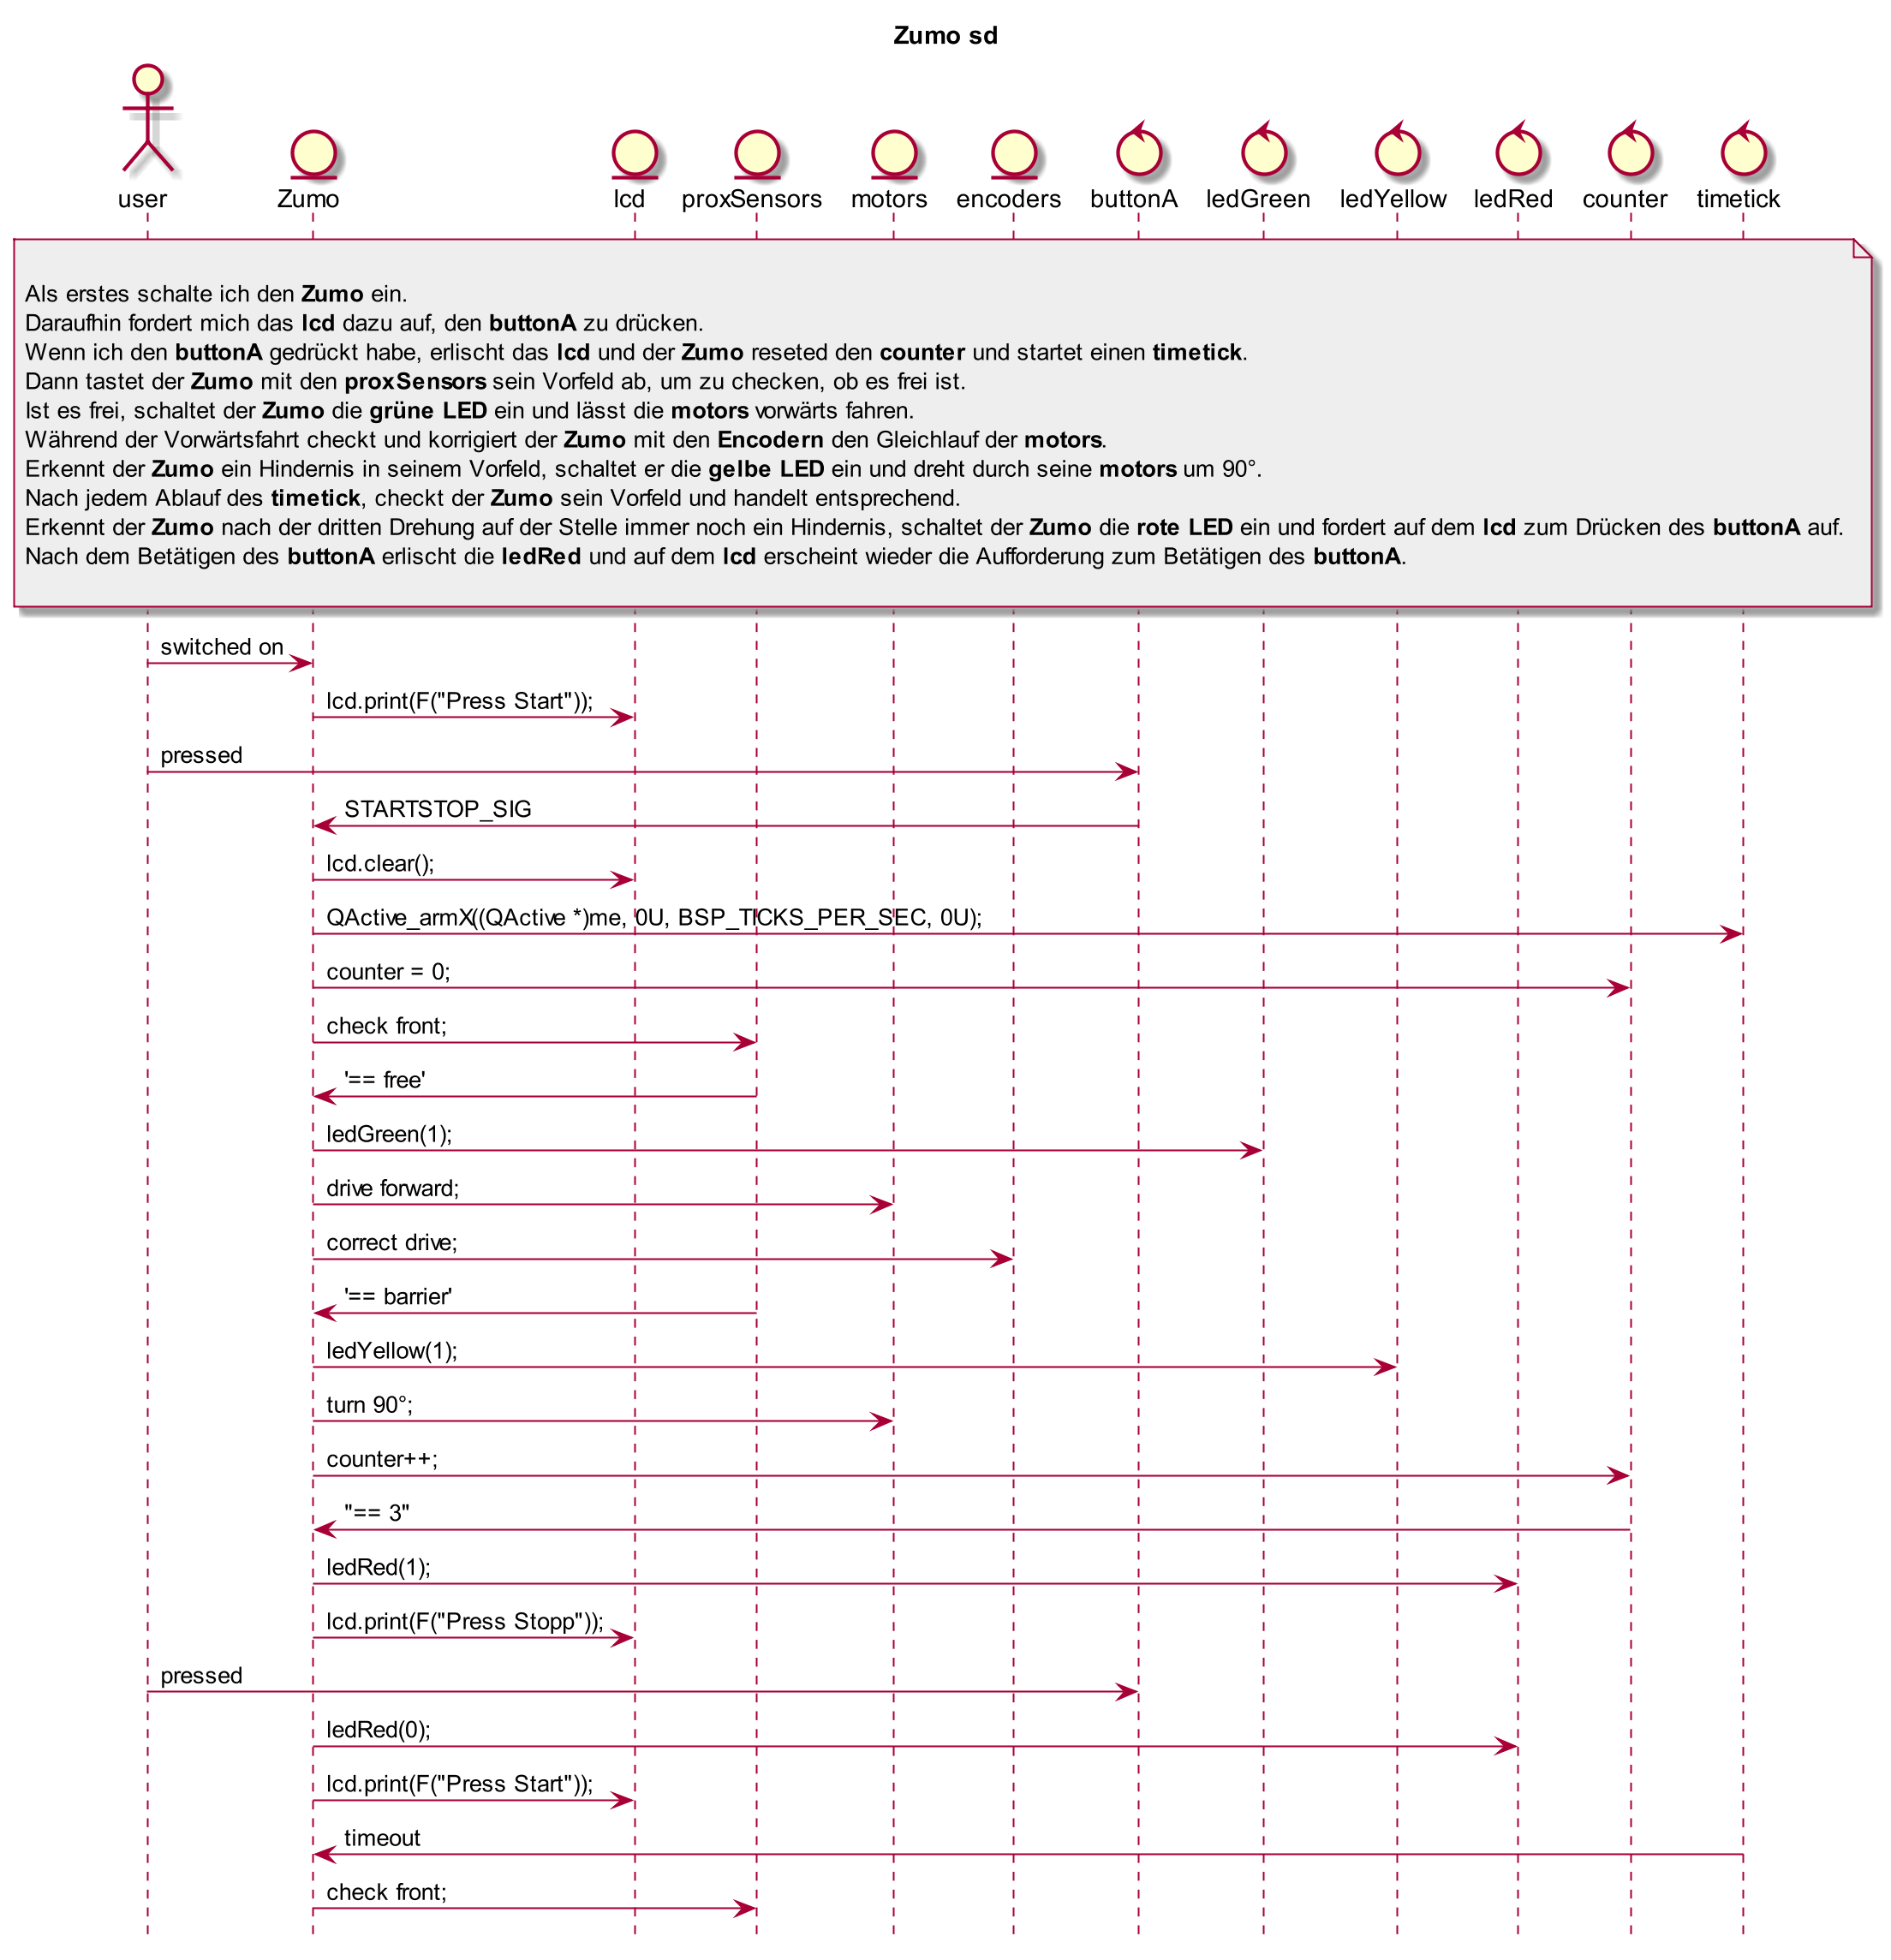 Zumo sd
user Zumo lcd proxSensors motors encoders buttonA ledGreen ledYellow ledRed counter timetick
Als erstes schalte ich den Zumo ein.
Daraufhin fordert mich das lcd dazu auf, den buttonA zu drücken.
Wenn ich den buttonA gedrückt habe, erlischt das lcd und der Zumo reseted den counter und startet einen timetick.
Dann tastet der Zumo mit den proxSensors sein Vorfeld ab, um zu checken, ob es frei ist.
Ist es frei, schaltet der Zumo die grüne LED ein und lässt die motors vorwärts fahren.
Während der Vorwärtsfahrt checkt und korrigiert der Zumo mit den Encodern den Gleichlauf der motors.
Erkennt der Zumo ein Hindernis in seinem Vorfeld, schaltet er die gelbe LED ein und dreht durch seine motors um 90°.
Nach jedem Ablauf des timetick, checkt der Zumo sein Vorfeld und handelt entsprechend.
Erkennt der Zumo nach der dritten Drehung auf der Stelle immer noch ein Hindernis, schaltet der Zumo die rote LED ein und fordert auf dem lcd zum Drücken des buttonA auf.
Nach dem Betätigen des buttonA erlischt die ledRed und auf dem lcd erscheint wieder die Aufforderung zum Betätigen des buttonA.
switched on
lcd.print(F("Press Start"));
pressed
STARTSTOP_SIG
lcd.clear();
QActive_armX((QActive *)me, 0U, BSP_TICKS_PER_SEC, 0U);
counter = 0;
check front;
'== free'
ledGreen(1);
drive forward;
correct drive;
'== barrier'
ledYellow(1);
turn 90°;
counter++;
"== 3"
ledRed(1);
lcd.print(F("Press Stopp"));
pressed
ledRed(0);
lcd.print(F("Press Start"));
timeout
check front;